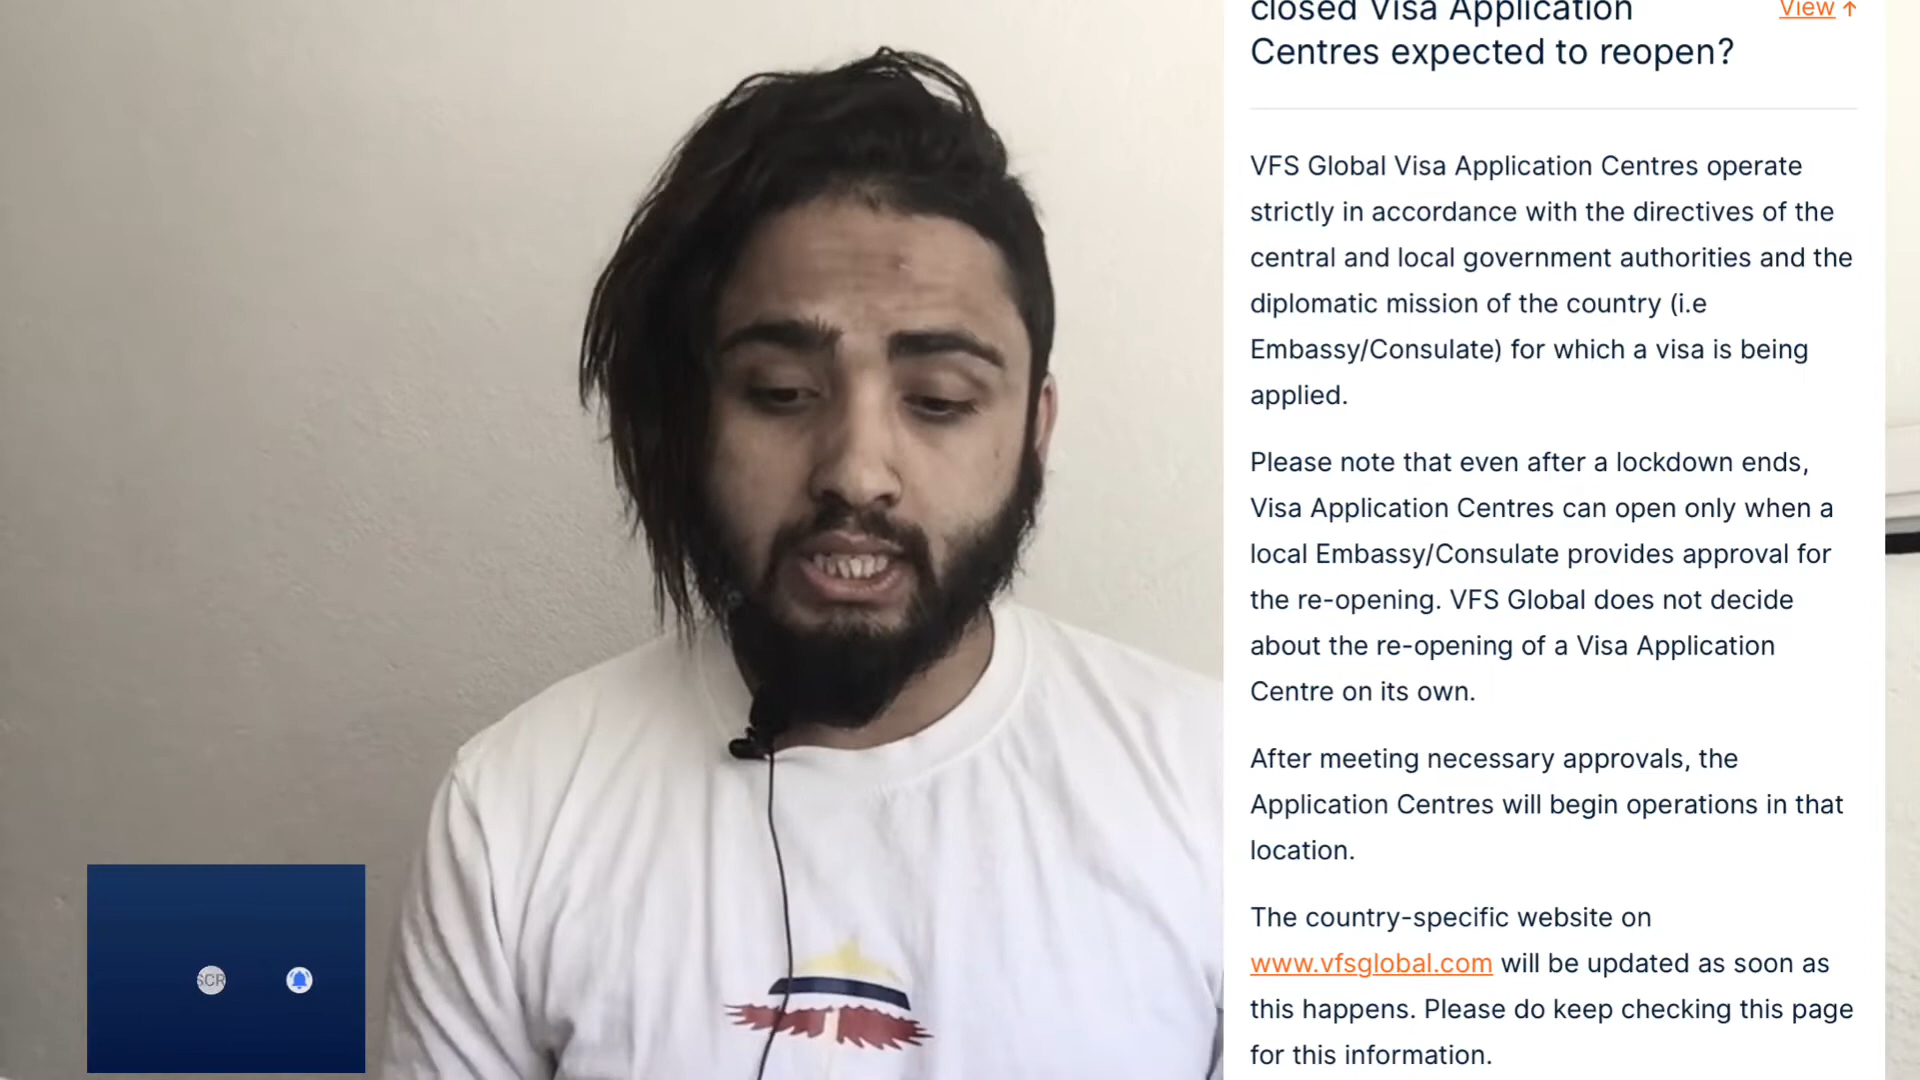 closed Visa Application
View ↑
Centres expected to reopen?
VFS Global Visa Application Centres operate
strictly in accordance with the directives of the
central and local government authorities and the
diplomatic mission of the country (i.e
Embassy/Consulate) for which a visa is being
applied.
Please note that even after a lockdown ends,
Visa Application Centres can open only when a
local Embassy/Consulate provides approval for
the re-opening. VFS Global does not decide
about the re-opening of a Visa Application
Centre on its own.
After meeting necessary approvals, the
Application Centres will begin operations in that
location.
The country-specific website on
www.vfsglobal.com will be updated as soon as
this happens. Please do keep checking this page
for this information.
SCR